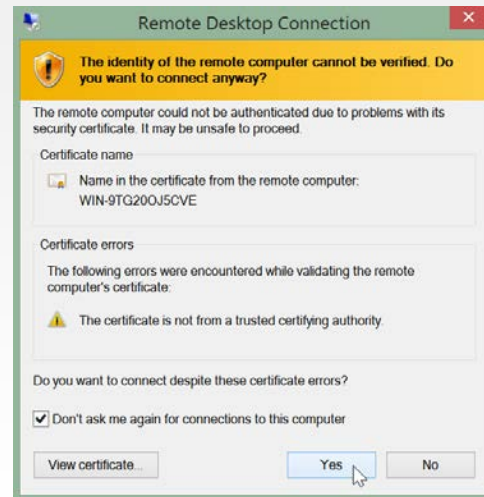 Remote Desktop Connection
The identity of the remote computer cannot be verified. Do
you want to connect anyway?
The remote computer could not be authenticated due to problems with its
security certificate. It may be unsafe to proceed.
Certificate name
Name in the certificate from the remote computer:
WIN-9TG20OJ5CVE
Certificate errors
The following errors were encountered while validating the remote
computer's certificate:
The certificate is not from a trusted certifying authority.
Do you want to connect despite these certificate errors?
Don't ask me again for connections to this computer
View certificate...
Yes
No